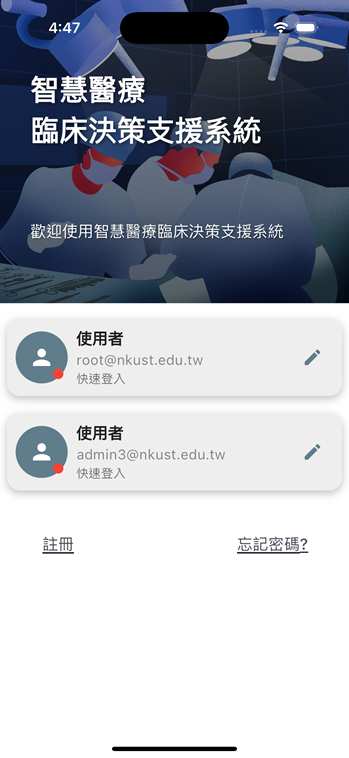 4:47
智慧醫療
臨床決策支援系統
歡迎使用智慧醫療臨床決策支援系統
使用者
root@nkust.edu.tw
快速登入
使用者
admin3@nkust.edu.tw
快速登入
註冊
忘記密碼?